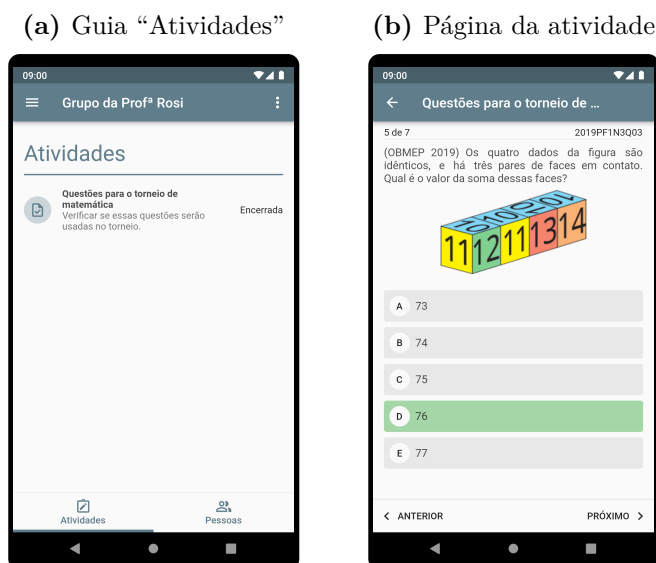 (a) Guia “Atividades”
09:00
Grupo da Profª Rosi
Atividades
Questões para o torneio de
matemática
Verificar se essas questões serão
usadas no torneio.
Encerrada
Atividades
Pessoas
(b) Página da atividade
09:00
Questões para o torneio de ...
5 de 7
2019PF1N3Q03
(OBMEP 2019) Os quatro dados da figura são
idênticos, e há três pares de faces em contato.
Qual é o valor da soma dessas faces?
11 12 11 13 14
A 73
B 74
C 75
D 76
E 77
ANTERIOR
PRÓXIMO